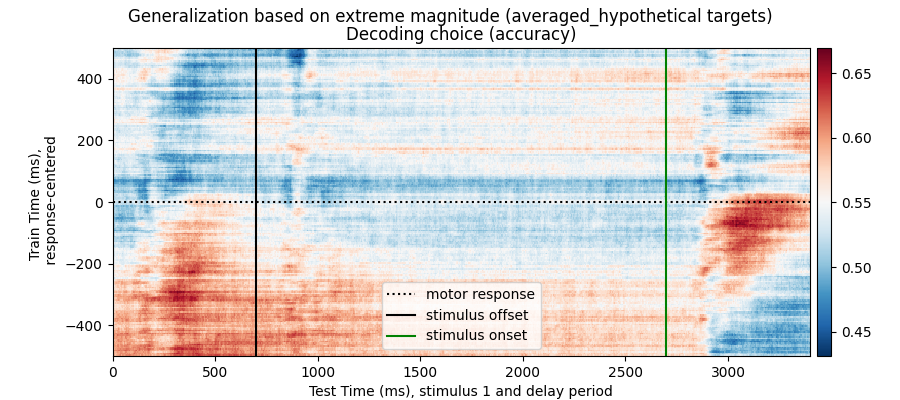 Generalization based on extreme magnitude (averaged_hypothetical targets)
Decoding choice (accuracy)
Train Time (ms),
response-centered
400
200
0
−200
−400
motor response
stimulus offset
stimulus onset
0
500
1000
1500
2000
2500
3000
Test Time (ms), stimulus 1 and delay period
0.65
0.60
0.55
0.50
0.45